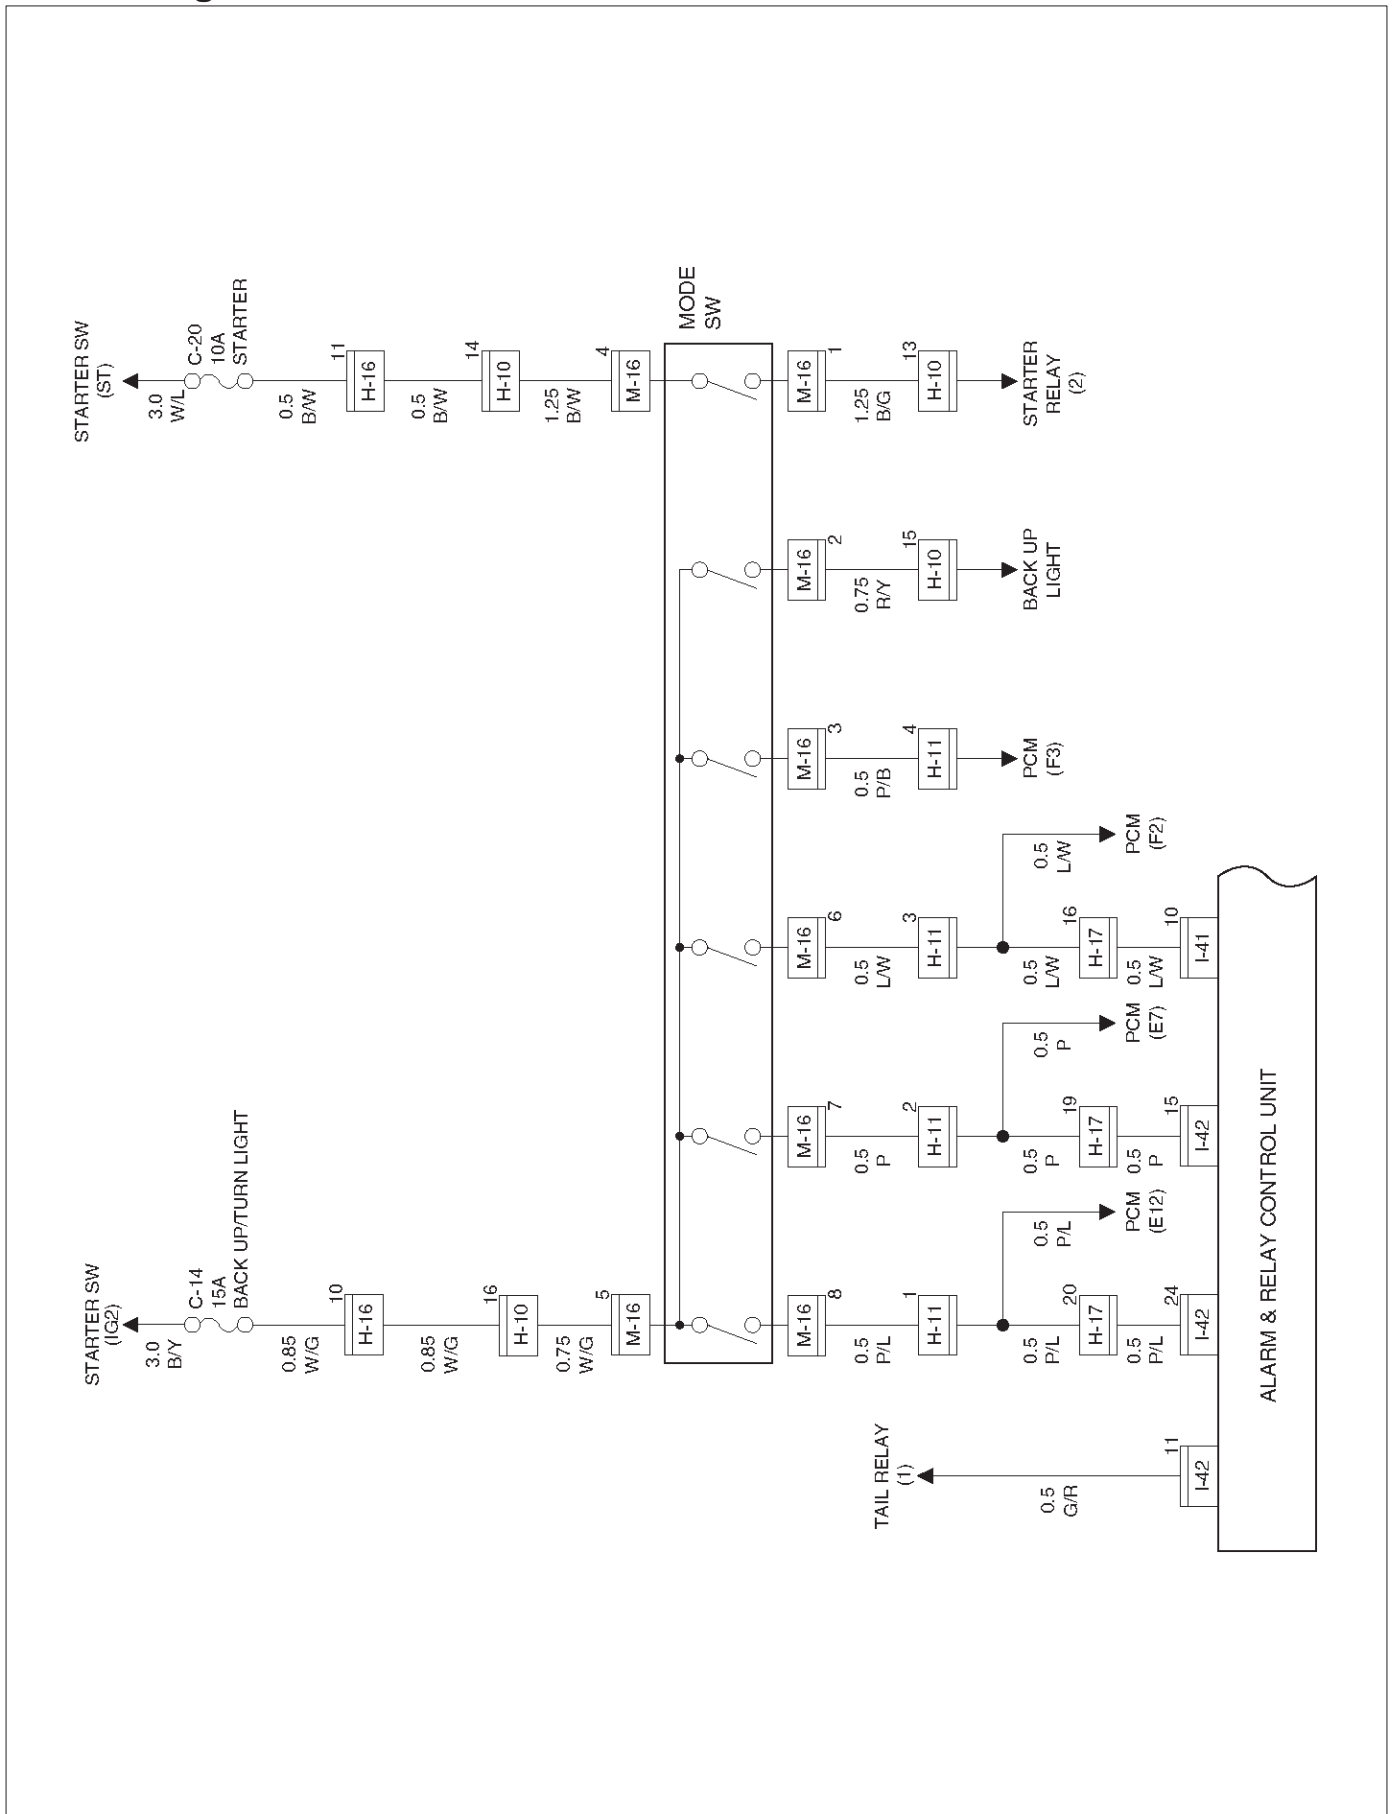 g
STARTER SW
(ST)
3.0
W/L
C-20
10A
STARTER
0.5
B/W
11
H-16
0.5
B/W
14
H-10
1.25
B/W
4
M-16
MODE
SW
M-16
1
1.25
B/G
13
H-10
STARTER
RELAY
(2)
M-16
2
0.75
R/Y
15
H-10
BACK UP
LIGHT
M-16
3
0.5
P/B
4
H-11
PCM
(F3)
M-16
6
0.5
L/W
3
H-11
0.5
L/W
PCM
(F2)
0.5
L/W
16
H-17
0.5
L/W
10
I-41
M-16
7
0.5
P
2
H-11
0.5
P
PCM
(E7)
0.5
P
19
H-17
0.5
P
15
I-42
STARTER SW
(IG2)
3.0
B/Y
C-14
15A
BACK UP/TURN LIGHT
0.85
W/G
10
H-16
0.85
W/G
16
H-10
0.75
W/G
5
M-16
M-16
8
0.5
P/L
1
H-11
0.5
P/L
PCM
(E12)
0.5
P/L
20
H-17
0.5
P/L
24
I-42
TAIL RELAY
(1)
0.5
G/R
11
I-42
ALARM & RELAY CONTROL UNIT